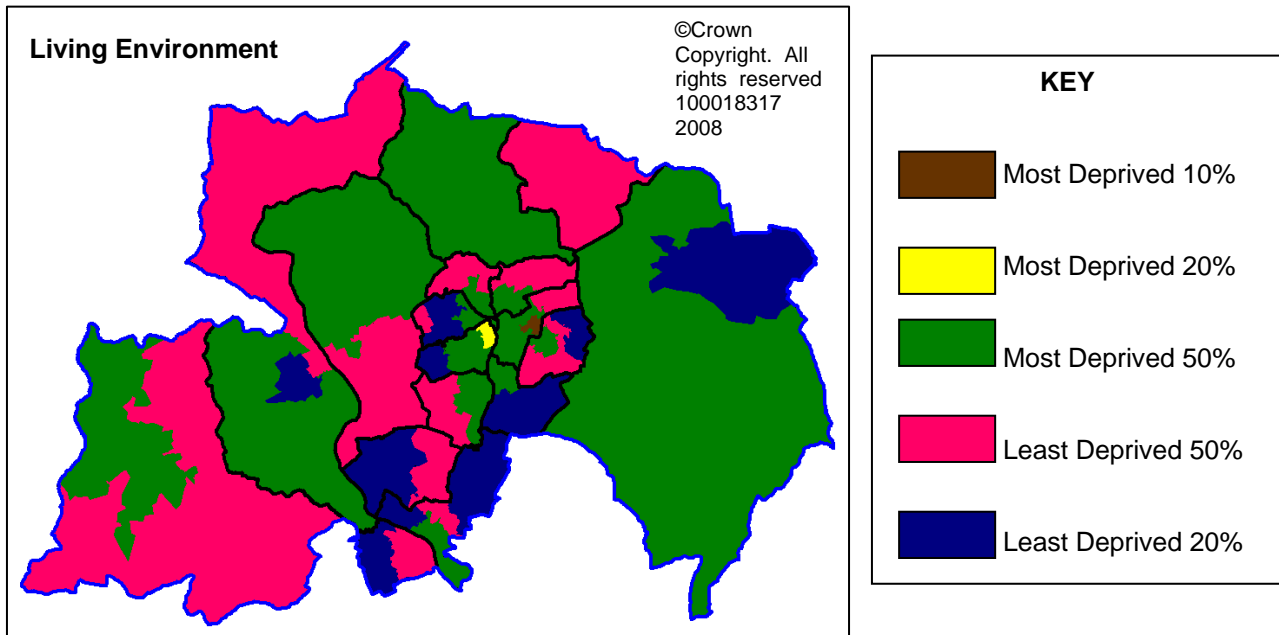 Living Environment
©Crown
Copyright. All
rights reserved
100018317
2008
KEY
Most Deprived 10%
Most Deprived 20%
Most Deprived 50%
Least Deprived 50%
Least Deprived 20%